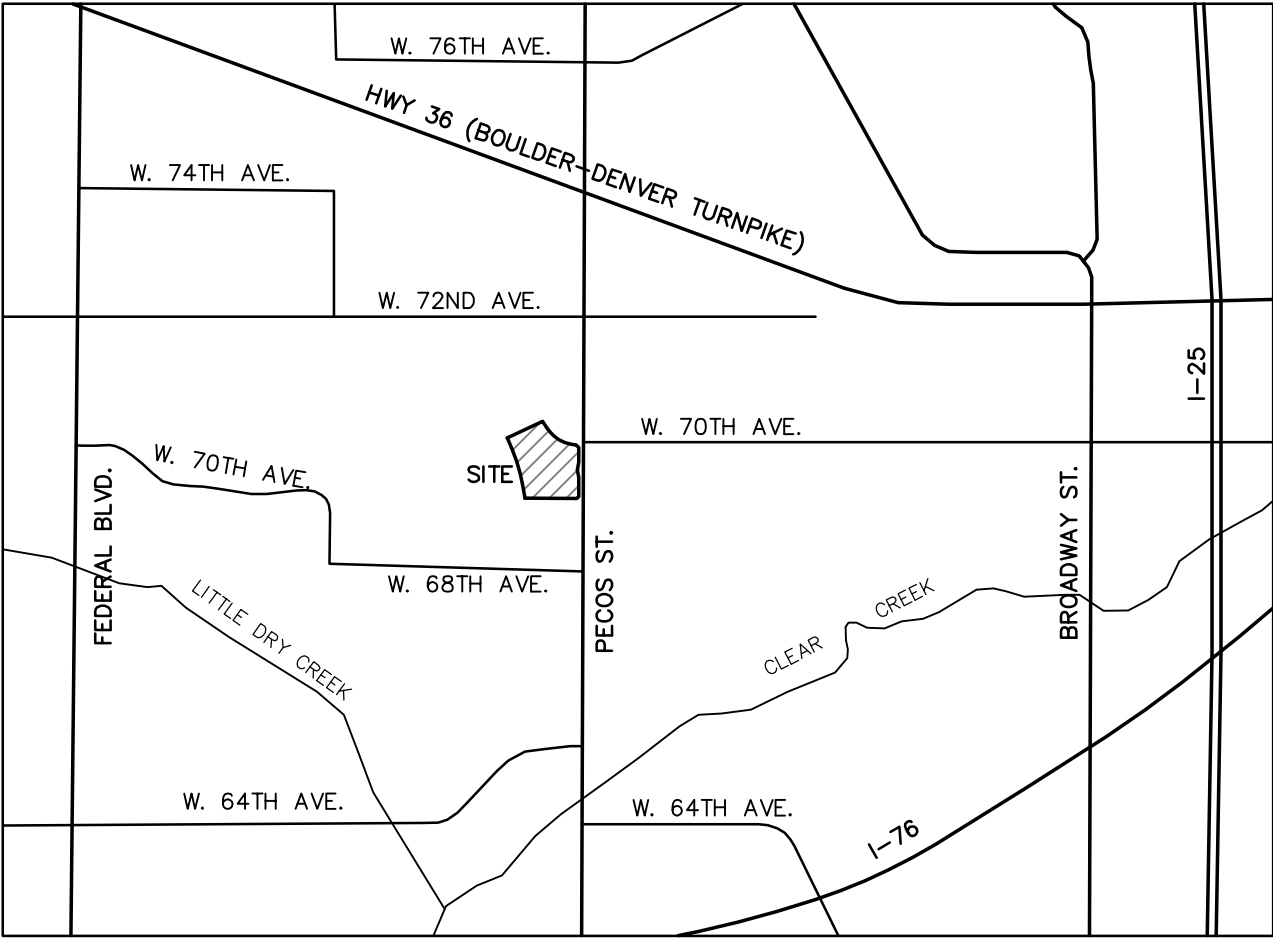 W. 76TH AVE.
HWY 36 (BOULDER-DENVER TURNPIKE)
W. 74TH AVE.
W. 72ND AVE.
I-25
W. 70TH AVE.
W. 70TH AVE.
SITE
FEDERAL BLVD.
BROADWAY ST.
PECOS ST.
W. 68TH AVE.
LITTLE DRY CREEK
CLEAR CREEK
W. 64TH AVE.
W. 64TH AVE.
I-76